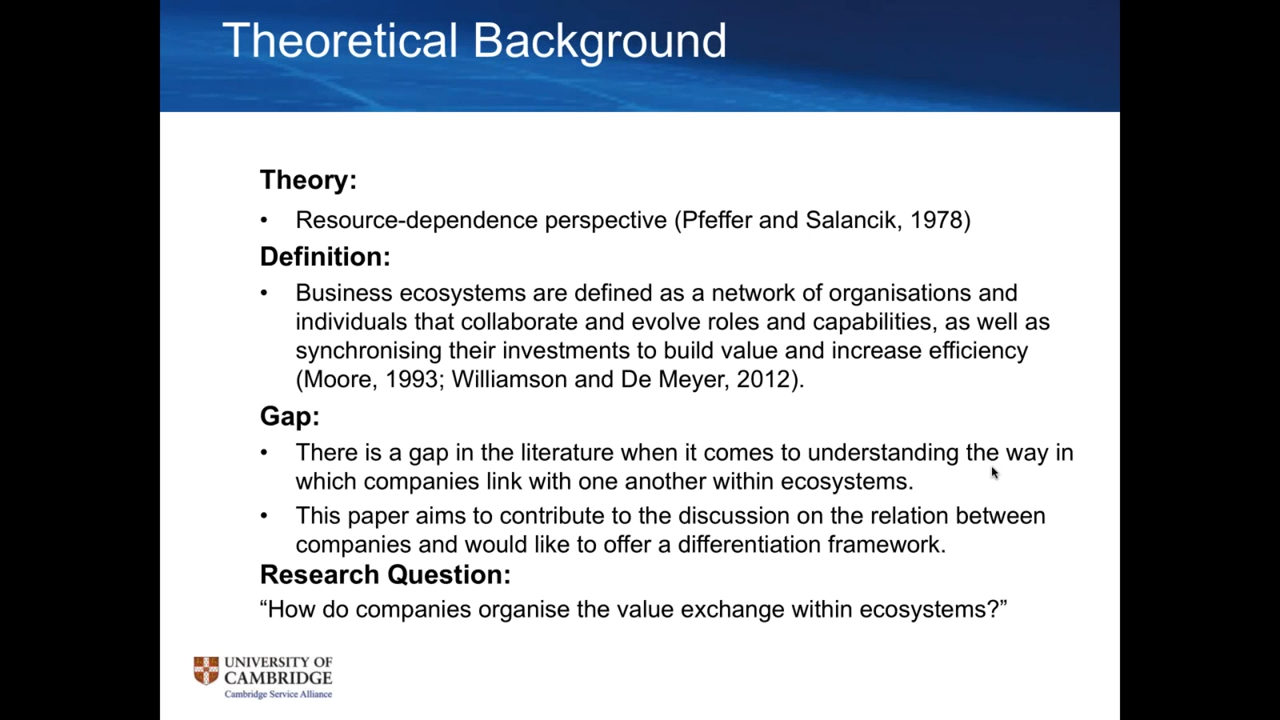 Theoretical Background
Theory:
• Resource-dependence perspective (Pfeffer and Salancik, 1978)
Definition:
• Business ecosystems are defined as a network of organisations and
individuals that collaborate and evolve roles and capabilities, as well as
synchronising their investments to build value and increase efficiency
(Moore, 1993; Williamson and De Meyer, 2012).
Gap:
• There is a gap in the literature when it comes to understanding the way in
which companies link with one another within ecosystems.
• This paper aims to contribute to the discussion on the relation between
companies and would like to offer a differentiation framework.
Research Question:
“How do companies organise the value exchange within ecosystems?”
UNIVERSITY OF
CAMBRIDGE
Cambridge Service Alliance